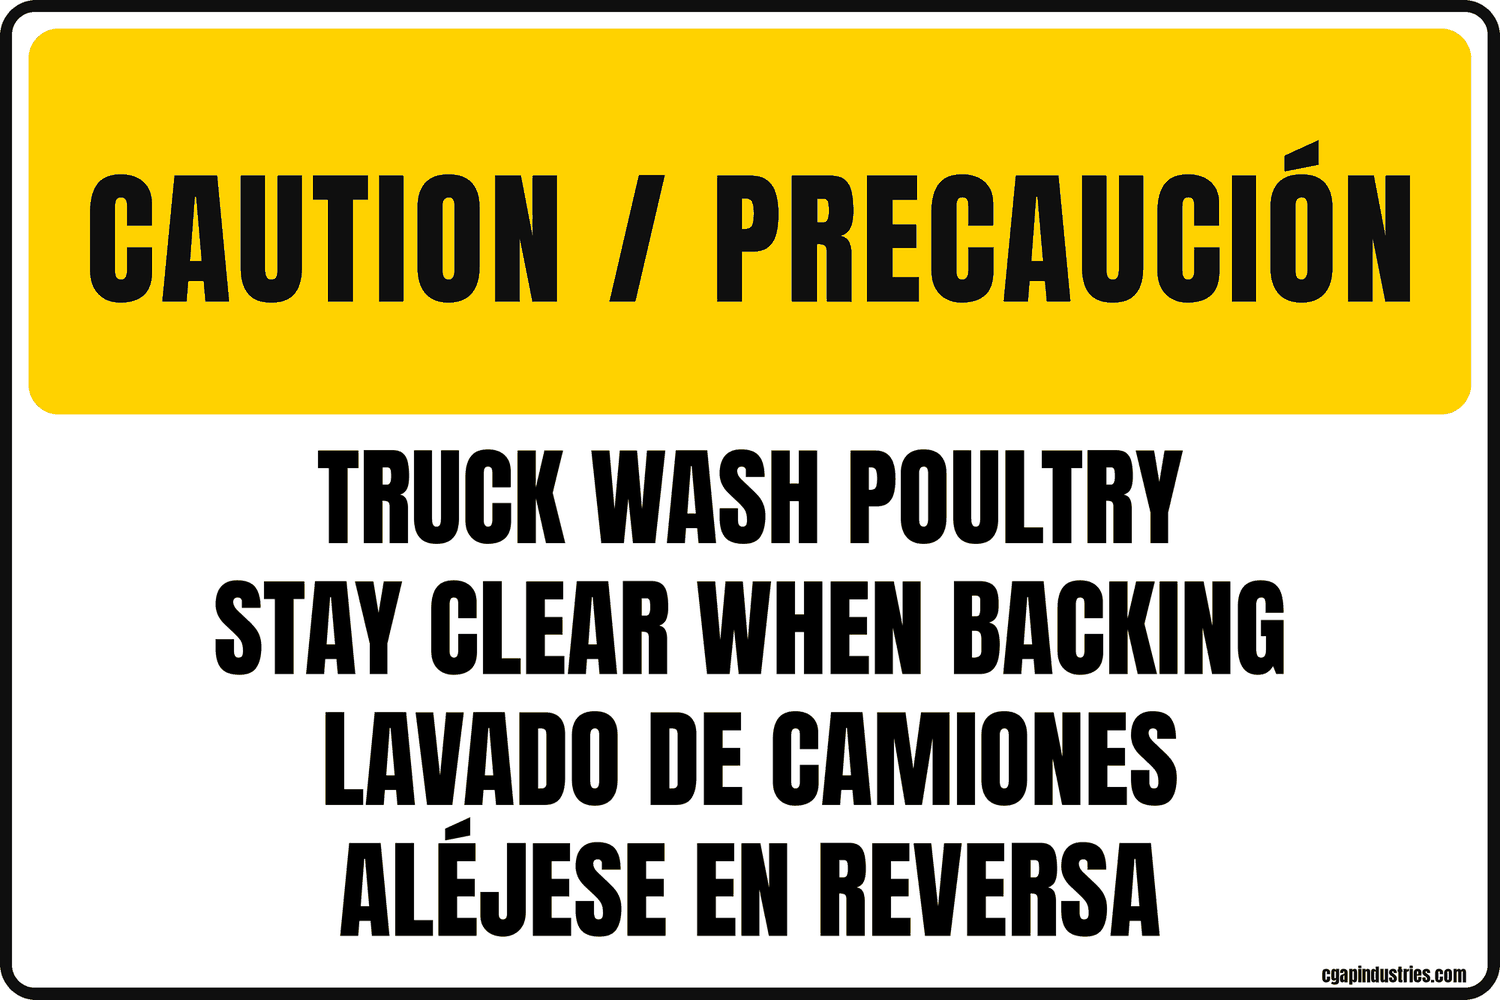 CAUTION / PRECAUCIÓN
TRUCK WASH POULTRY
STAY CLEAR WHEN BACKING
LAVADO DE CAMIONES
ALÉJESE EN REVERSA
cgapindustries.com